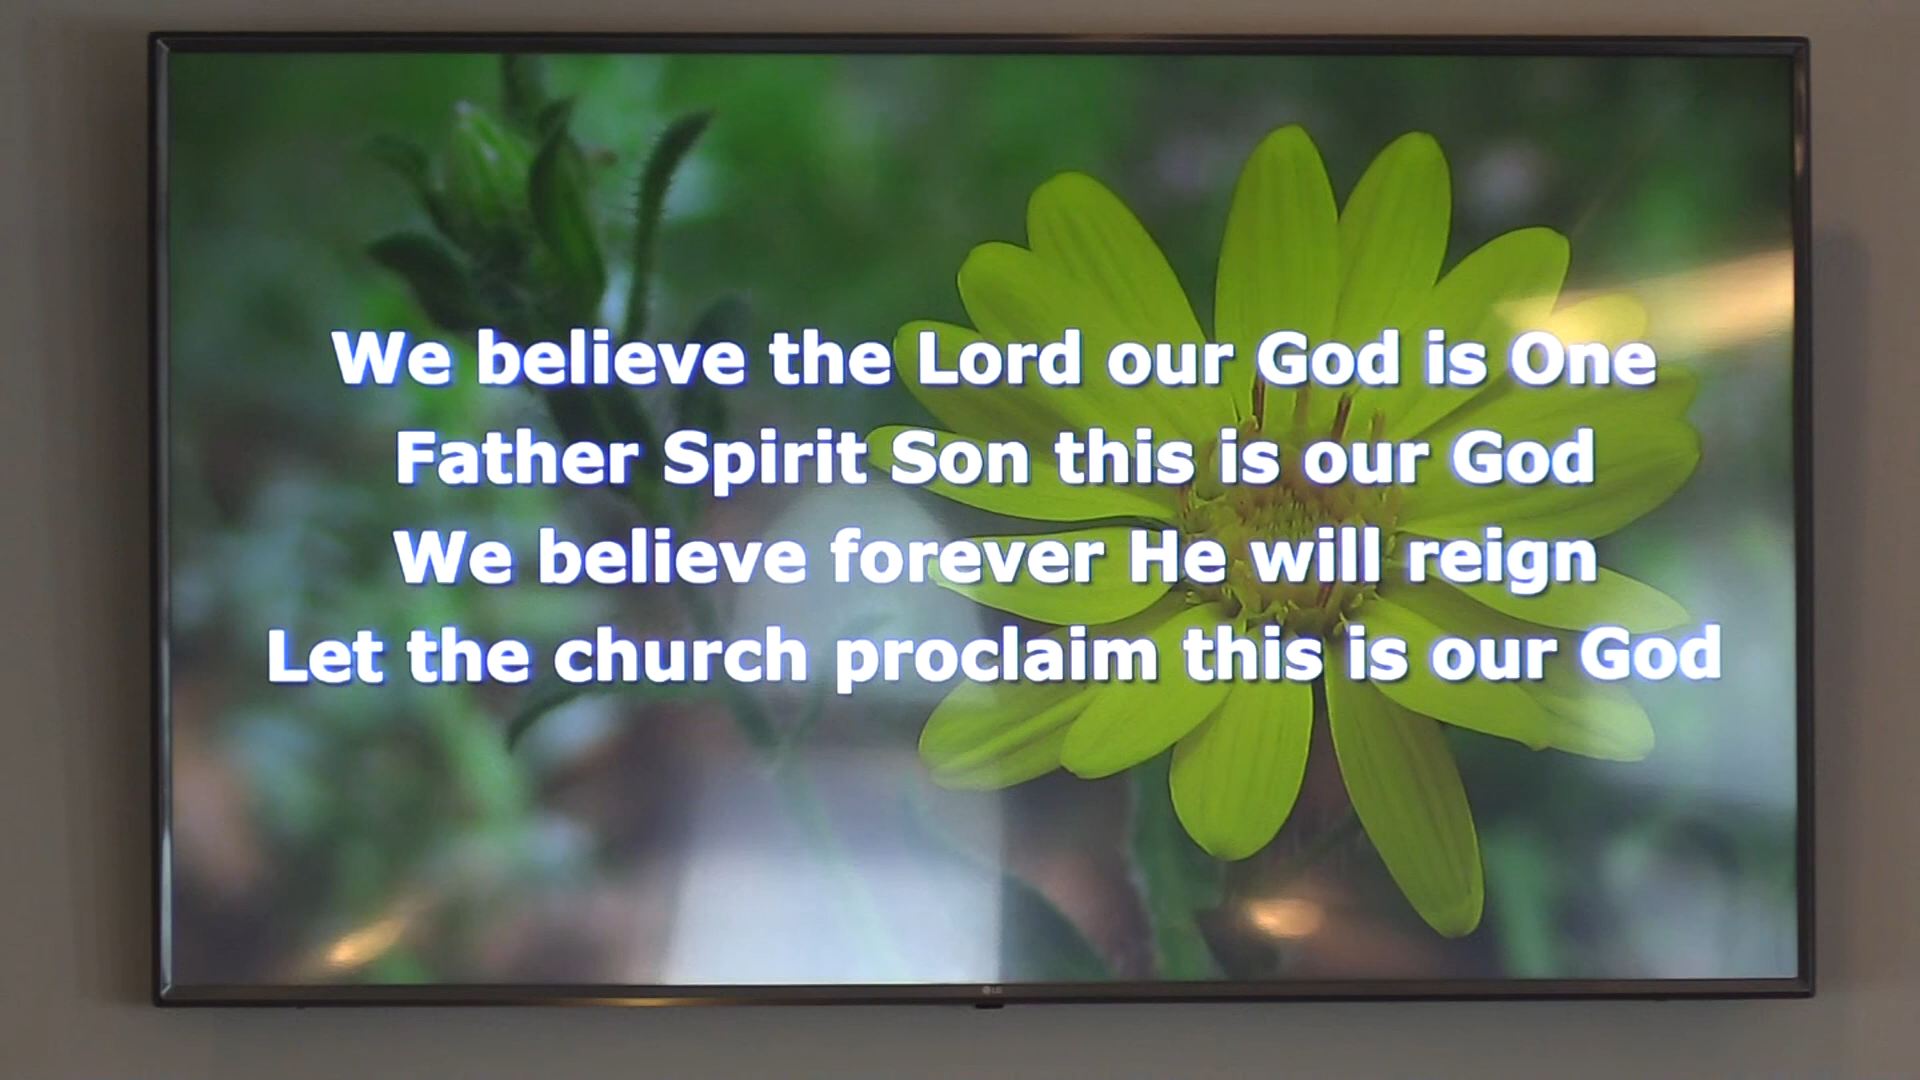 We believe the Lord our God is One
Father Spirit Son this is our God
We believe forever He will reign
Let the church proclaim this is our God
LG